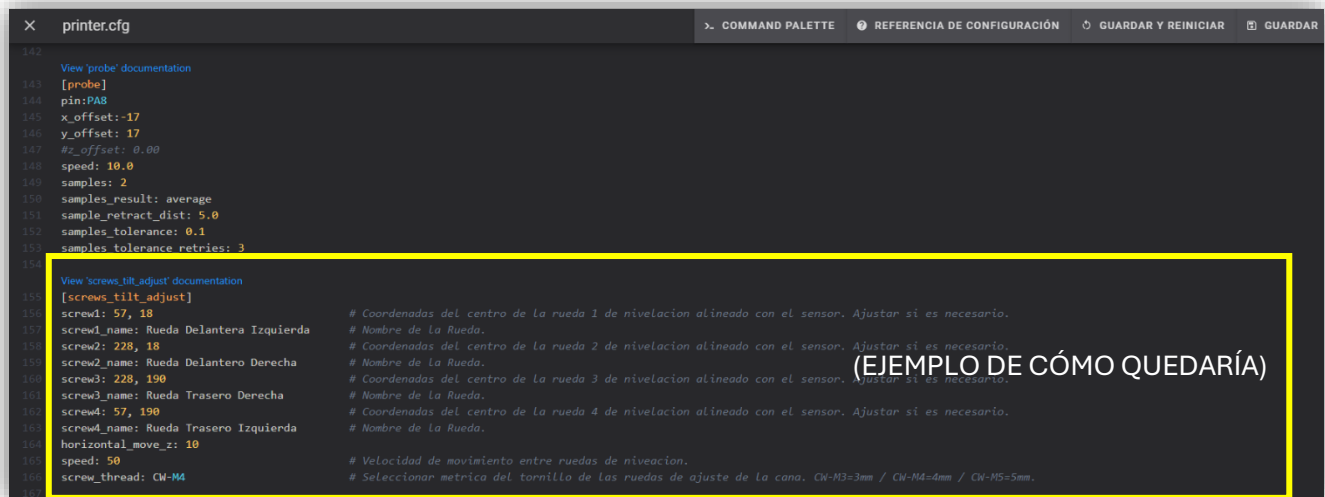 printer.cfg
COMMAND PALETTE
REFERENCIA DE CONFIGURACIÓN
GUARDAR Y REINICIAR
GUARDAR
142
View 'probe' documentation
143 [probe]
144 pin:PA8
145 x_offset:-17
146 y_offset: 17
147 #z_offset: 0.00
148 speed: 10.0
149 samples: 2
150 samples_result: average
151 sample_retract_dist: 5.0
152 samples_tolerance: 0.1
153 samples_tolerance_retries: 3
154
View 'screws_tilt_adjust' documentation
155 [screws_tilt_adjust]
156 screw1: 57, 18 # Coordenadas del centro de la rueda 1 de nivelacion alineado con el sensor. Ajustar si es necesario.
157 screw1_name: Rueda Delantera Izquierda # Nombre de la Rueda.
158 screw2: 228, 18 # Coordenadas del centro de la rueda 2 de nivelacion alineado con el sensor. Ajustar si es necesario.
159 screw2_name: Rueda Delantero Derecha # Nombre de la Rueda.
(EJEMPLO DE CÓMO QUEDARÍA)
160 screw3: 228, 190 # Coordenadas del centro de la rueda 3 de nivelacion alineado con el sensor. Ajustar si es necesario.
161 screw3_name: Rueda Trasero Derecha # Nombre de la Rueda.
162 screw4: 57, 190 # Coordenadas del centro de la rueda 4 de nivelacion alineado con el sensor. Ajustar si es necesario.
163 screw4_name: Rueda Trasero Izquierda # Nombre de la Rueda.
164 horizontal_move_z: 10
165 speed: 50 # Velocidad de movimiento entre ruedas de niveacion.
166 screw_thread: CW-M4 # Seleccionar metrica del tornillo de las ruedas de ajuste de la cana. CW-M3=3mm / CW-M4=4mm / CW-M5=5mm.
167